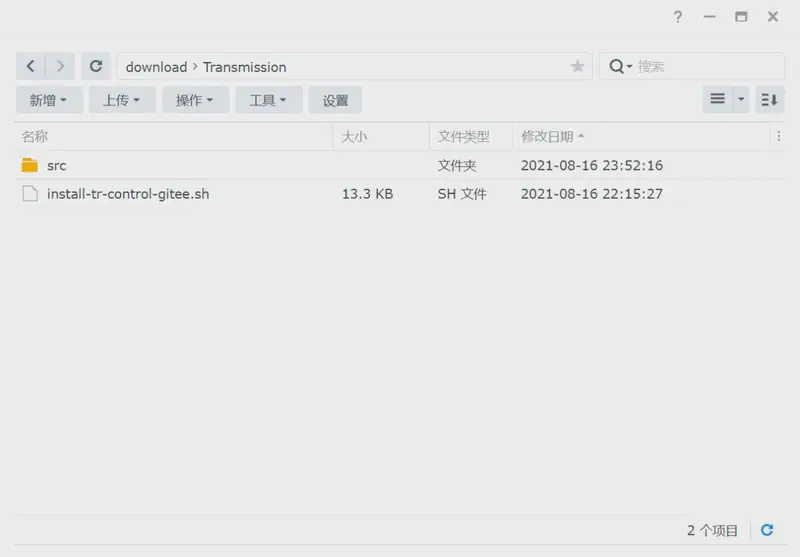 ?
download > Transmission
搜索
新增 上传 操作 工具 设置
名称 大小 文件类型 修改日期
src 文件夹 2021-08-16 23:52:16
install-tr-control-gitee.sh 13.3 KB SH 文件 2021-08-16 22:15:27
2 个项目